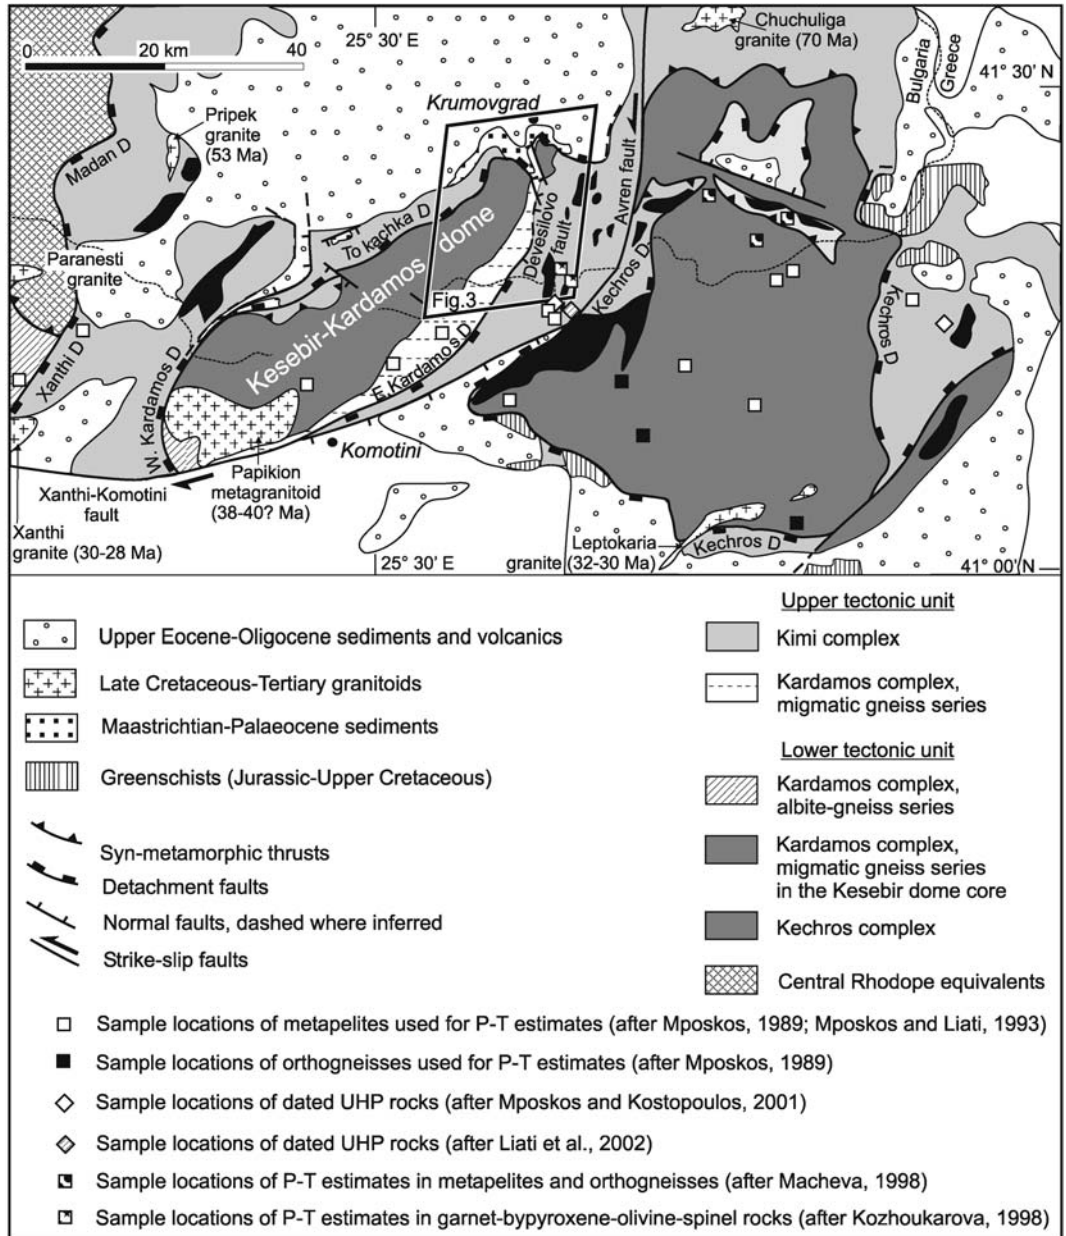 Chuchuliga
granite (70 Ma)
0 20 km 40
25° 30' E
41° 30' N
Bulgaria
Greece
Pripek
granite
(53 Ma)
Krumovgrad
Madan D
Avren fault
To kachka D
Devesilovo
fault
Paranesti
granite
Kesebir-Kardamos dome
Fig.3
Kechros D
Kechros D
Xanthi D
W. Kardamos D
E.Kardamos D
Komotini
Papikion
metagranitoid
(38-40? Ma)
Xanthi-Komotini
fault
Xanthi
granite (30-28 Ma)
25° 30' E
Leptokaria
granite (32-30 Ma)
Kechros D
41° 00' N
Upper Eocene-Oligocene sediments and volcanics
Late Cretaceous-Tertiary granitoids
Maastrichtian-Palaeocene sediments
Greenschists (Jurassic-Upper Cretaceous)
Syn-metamorphic thrusts
Detachment faults
Normal faults, dashed where inferred
Strike-slip faults
Upper tectonic unit
Kimi complex
Kardamos complex,
migmatic gneiss series
Lower tectonic unit
Kardamos complex,
albite-gneiss series
Kardamos complex,
migmatic gneiss series
in the Kesebir dome core
Kechros complex
Central Rhodope equivalents
Sample locations of metapelites used for P-T estimates (after Mposkos, 1989; Mposkos and Liati, 1993)
Sample locations of orthogneisses used for P-T estimates (after Mposkos, 1989)
Sample locations of dated UHP rocks (after Mposkos and Kostopoulos, 2001)
Sample locations of dated UHP rocks (after Liati et al., 2002)
Sample locations of P-T estimates in metapelites and orthogneisses (after Macheva, 1998)
Sample locations of P-T estimates in garnet-bypyroxene-olivine-spinel rocks (after Kozhoukarova, 1998)